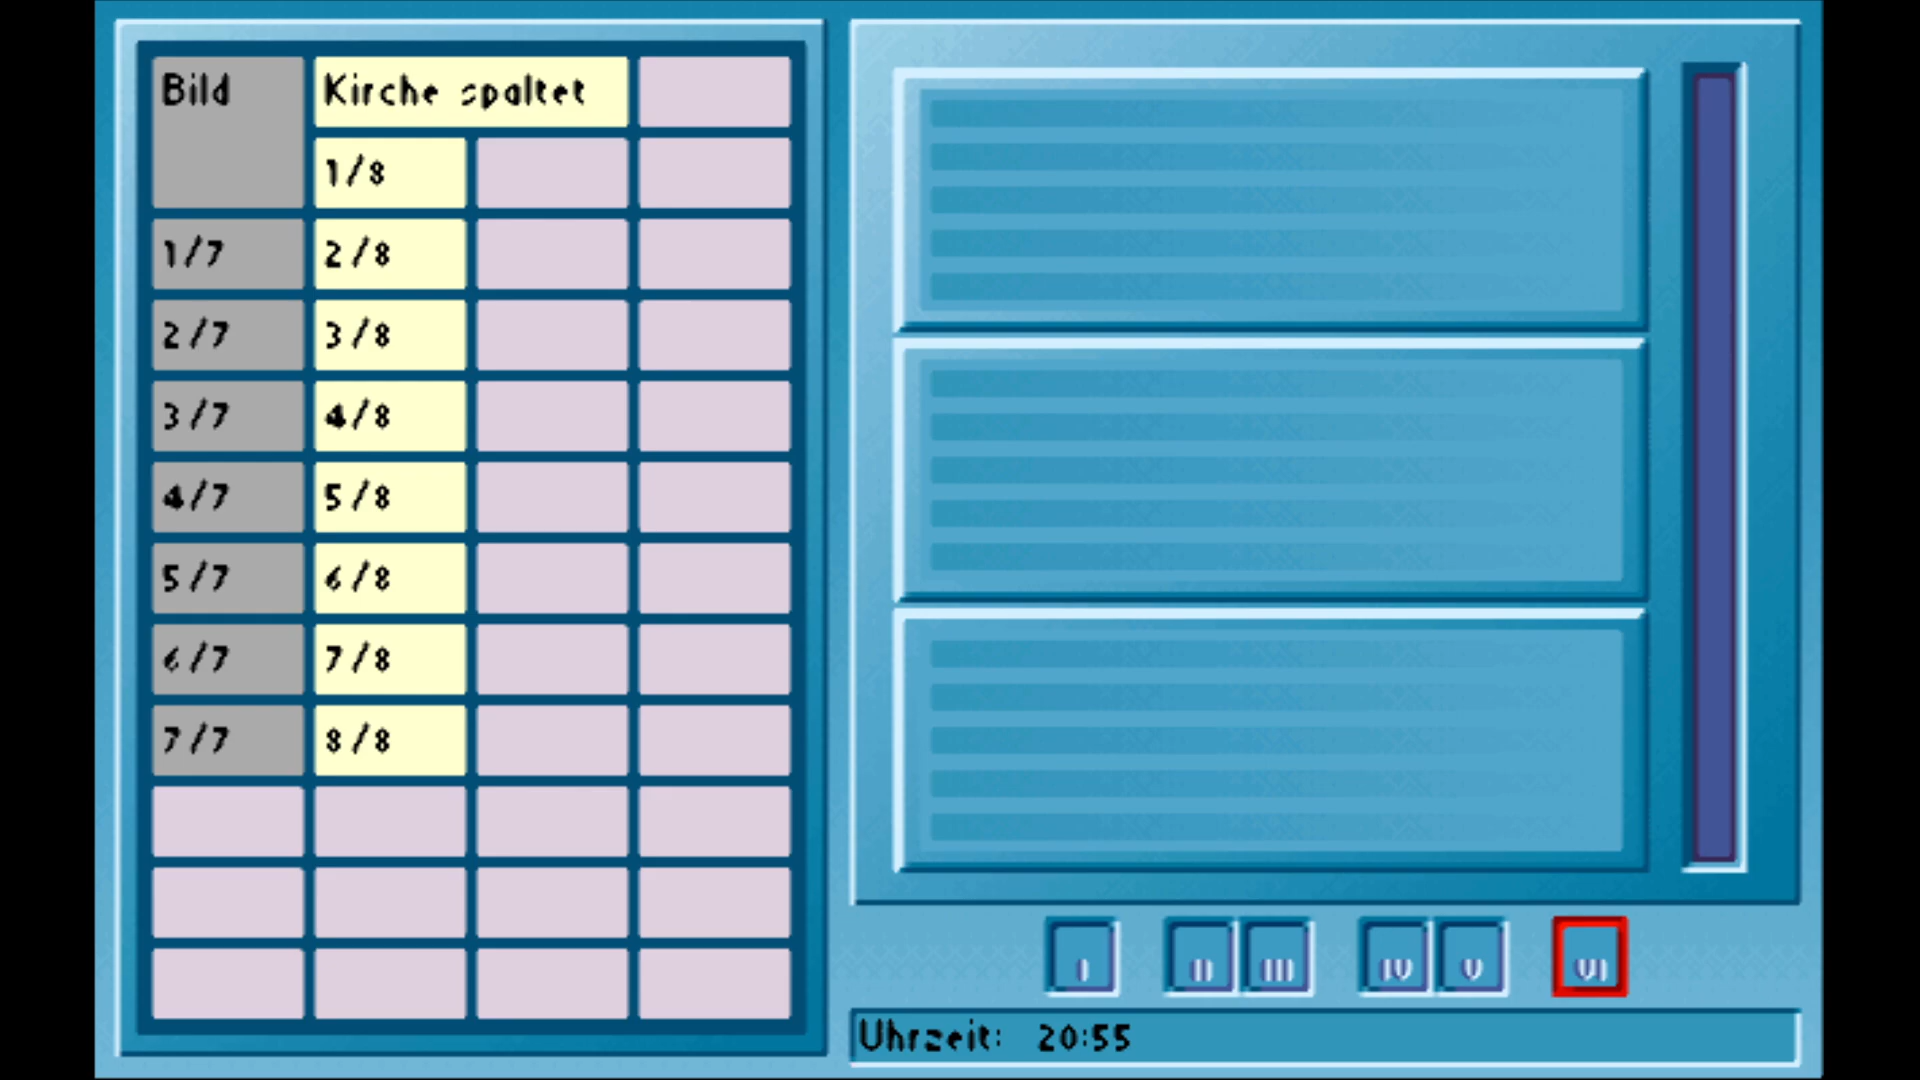 Bild
Kirche spaltet
1/8
1/7
2/8
2/7
3/8
3/7
4/8
4/7
5/8
5/7
6/8
6/7
7/8
7/7
8/8
I
II
III
IV
V
VI
Uhrzeit: 20:55